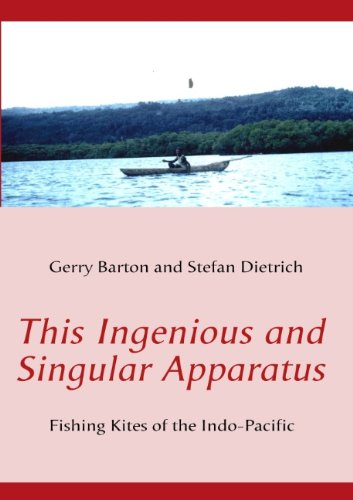 Gerry Barton and Stefan Dietrich
This Ingenious and
Singular Apparatus
Fishing Kites of the Indo-Pacific